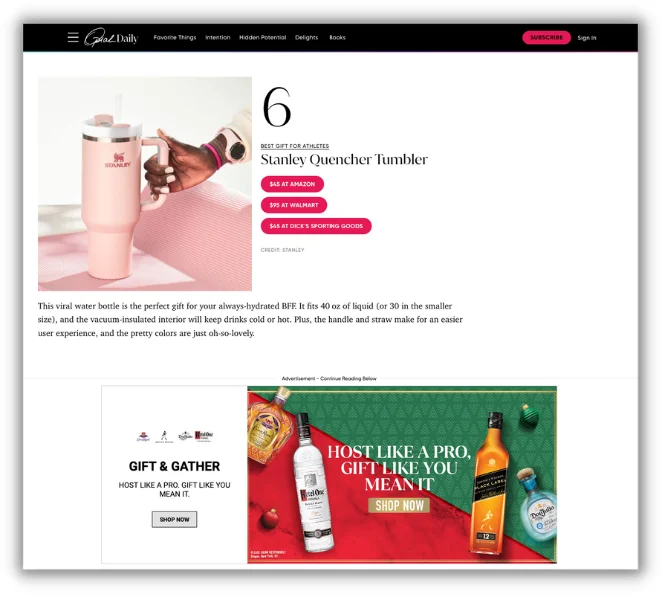 Oprah Daily
Favorite Things
Intention
Hidden Potential
Delights
Books
SUBSCRIBE
Sign In
STANLEY
6
BEST GIFT FOR ATHLETES
Stanley Quencher Tumbler
$45 AT AMAZON
$95 AT WALMART
$45 AT DICK'S SPORTING GOODS
CREDIT: STANLEY
This viral water bottle is the perfect gift for your always-hydrated BFF. It fits 40 oz of liquid (or 30 in the smaller
size), and the vacuum-insulated interior will keep drinks cold or hot. Plus, the handle and straw make for an easier
user experience, and the pretty colors are just oh-so-lovely.
Advertisement - Continue Reading Below
Ketel One
GIFT & GATHER
HOST LIKE A PRO. GIFT LIKE YOU
MEAN IT.
SHOP NOW
HOST LIKE A PRO,
GIFT LIKE YOU
MEAN IT
SHOP NOW
Ketel One
BLACK LABEL
12
Don Julio
PLEASE DRINK RESPONSIBLY.